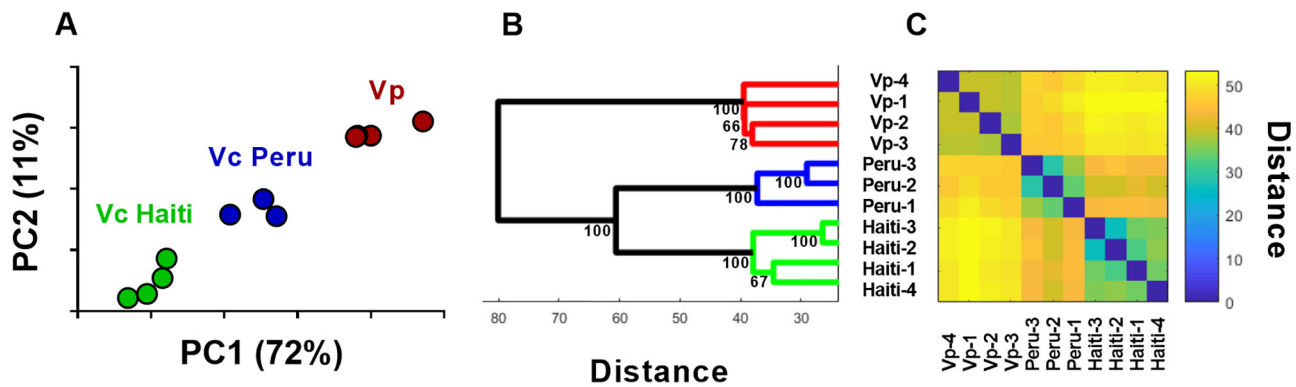 A
PC2 (11%)
Vp
Vc Peru
Vc Haiti
PC1 (72%)
B
100
66
78
100
100
100
100
100
67
80
70
60
50
40
30
Distance
Vp-4
Vp-1
Vp-2
Vp-3
Peru-3
Peru-2
Peru-1
Haiti-3
Haiti-2
Haiti-1
Haiti-4
C
Vp-4
Vp-1
Vp-2
Vp-3
Peru-3
Peru-2
Peru-1
Haiti-3
Haiti-2
Haiti-1
Haiti-4
50
40
30
20
10
0
Distance